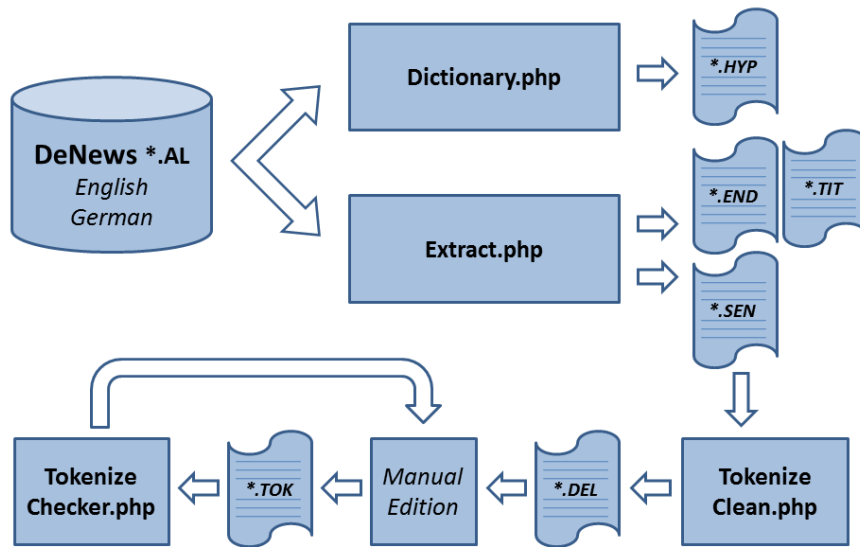 Dictionary.php
*.HYP
DeNews *.AL
English
German
*.END
*.TIT
Extract.php
*.SEN
Tokenize
Checker.php
*.TOK
Manual
Edition
*.DEL
Tokenize
Clean.php